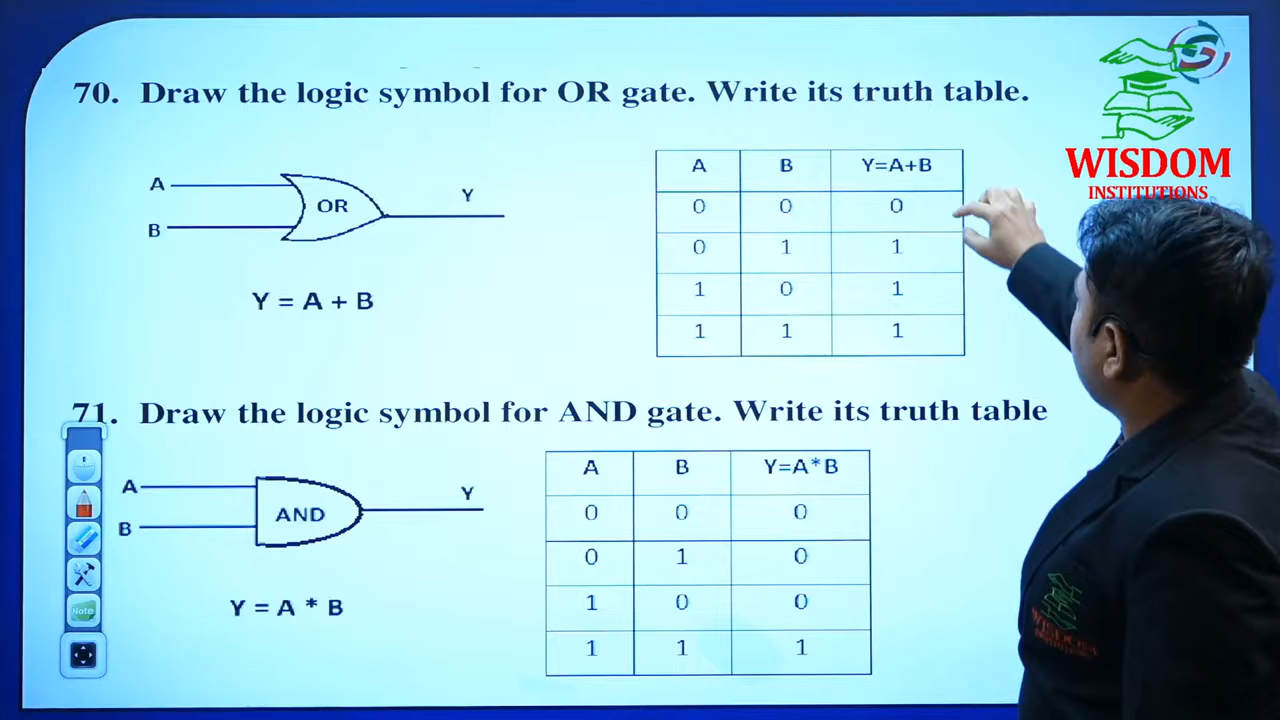 70. Draw the logic symbol for OR gate. Write its truth table.
WISDOM
INSTITUTIONS
A
B
OR
Y
Y = A + B
A B Y=A+B
0 0 0
0 1 1
1 0 1
1 1 1
71. Draw the logic symbol for AND gate. Write its truth table
A
B
AND
Y
Y = A * B
A B Y=A*B
0 0 0
0 1 0
1 0 0
1 1 1
Note
WISDOM